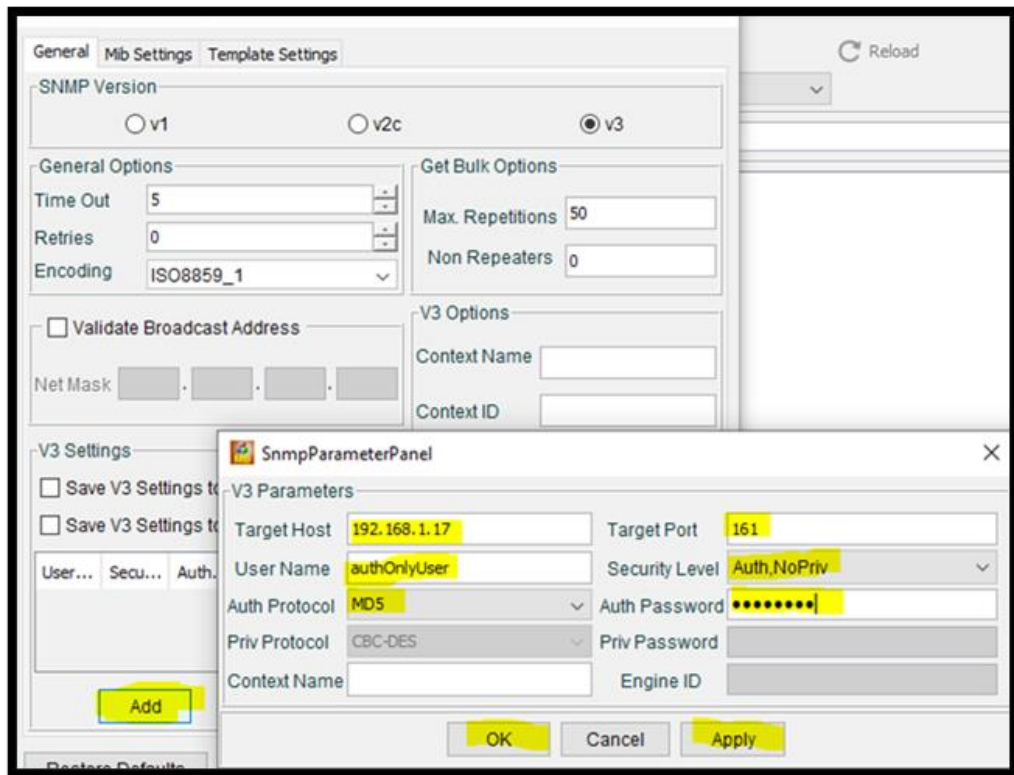 General Mib Settings Template Settings
Reload
SNMP Version
v1 v2c v3
General Options
Time Out 5
Retries 0
Encoding ISO8859_1
Get Bulk Options
Max. Repetitions 50
Non Repeaters 0
Validate Broadcast Address
Net Mask . . .
V3 Options
Context Name
Context ID
V3 Settings
Save V3 Settings to
Save V3 Settings to
User... Secu... Auth.
Add
SnmpParameterPanel
V3 Parameters
Target Host 192.168.1.17 Target Port 161
User Name authOnlyUser Security Level Auth,NoPriv
Auth Protocol MD5 Auth Password ●●●●●●●●
Priv Protocol CBC-DES Priv Password
Context Name Engine ID
OK Cancel Apply
Restore Defaults